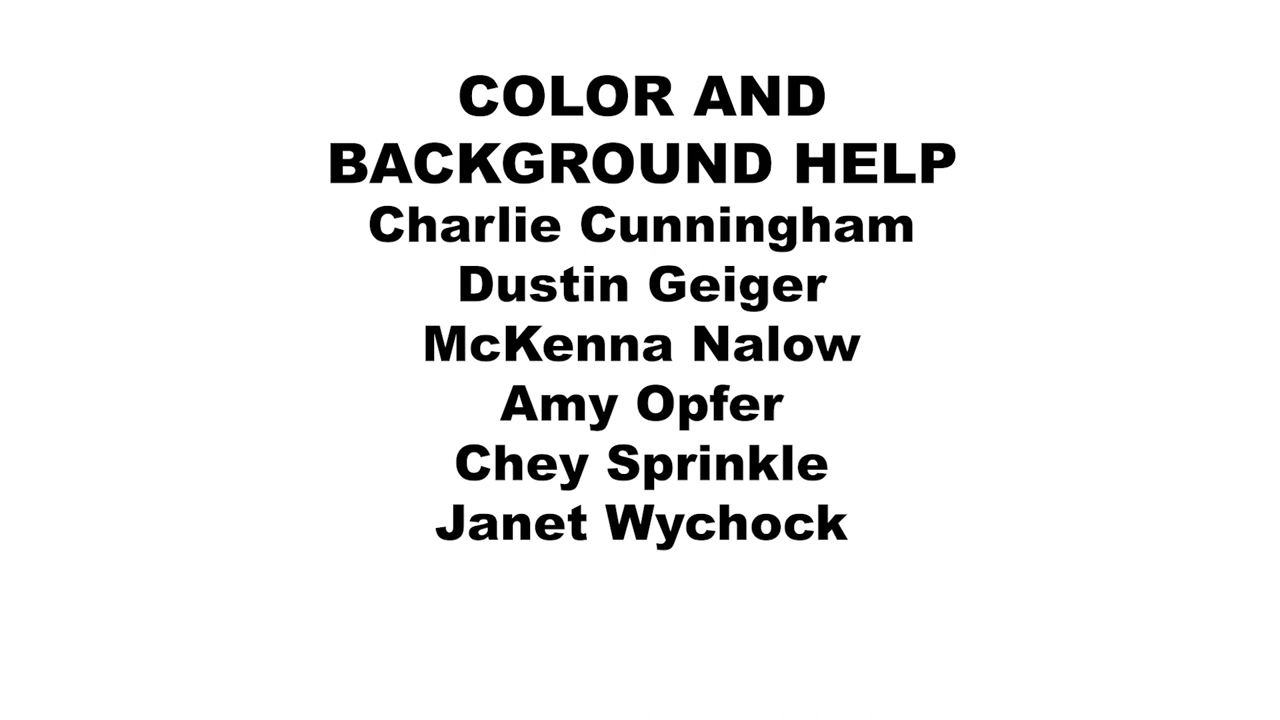 COLOR AND
BACKGROUND HELP
Charlie Cunningham
Dustin Geiger
McKenna Nalow
Amy Opfer
Chey Sprinkle
Janet Wychock